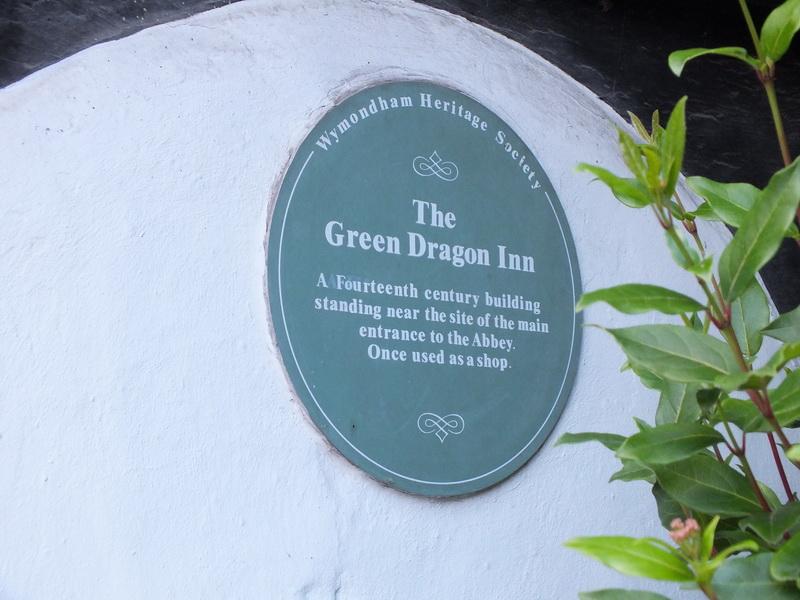 Wymondham Heritage Society
The
Green Dragon Inn
A Fourteenth century building
standing near the site of the main
entrance to the Abbey.
Once used as a shop.